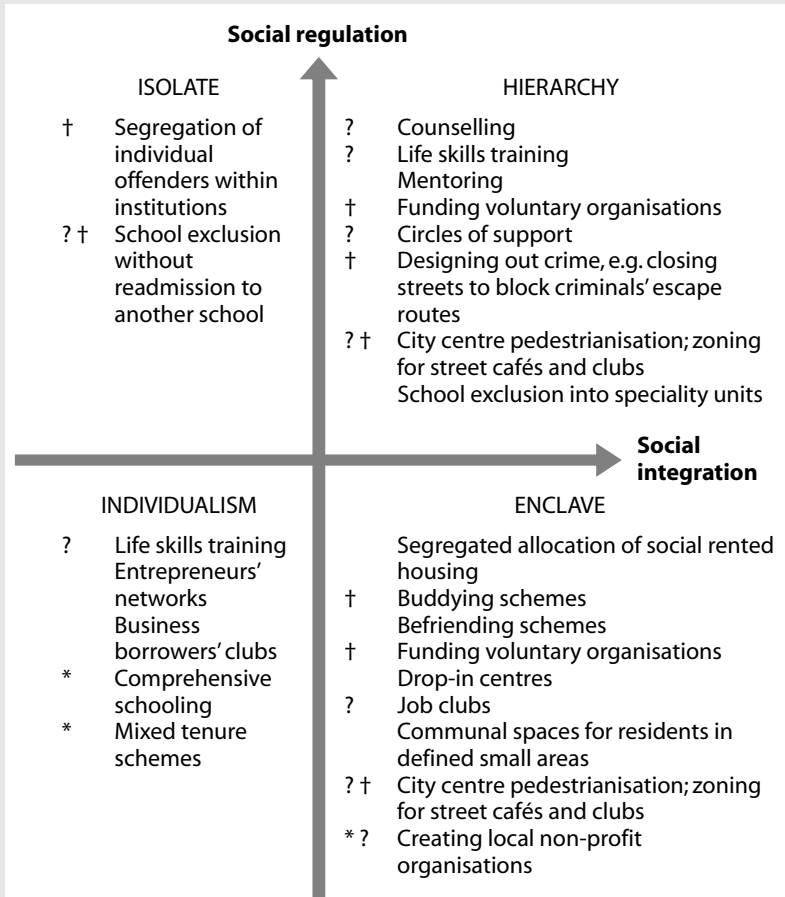 Social regulation
ISOLATE
† Segregation of
individual
offenders within
institutions
? † School exclusion
without
readmission to
another school
HIERARCHY
? Counselling
? Life skills training
Mentoring
† Funding voluntary organisations
? Circles of support
† Designing out crime, e.g. closing
streets to block criminals’ escape
routes
? † City centre pedestrianisation; zoning
for street cafés and clubs
School exclusion into speciality units
Social
integration
INDIVIDUALISM
? Life skills training
Entrepreneurs’
networks
Business
borrowers’ clubs
* Comprehensive
schooling
* Mixed tenure
schemes
ENCLAVE
Segregated allocation of social rented
housing
† Buddying schemes
Befriending schemes
† Funding voluntary organisations
Drop-in centres
? Job clubs
Communal spaces for residents in
defined small areas
? † City centre pedestrianisation; zoning
for street cafés and clubs
* ? Creating local non-profit
organisations